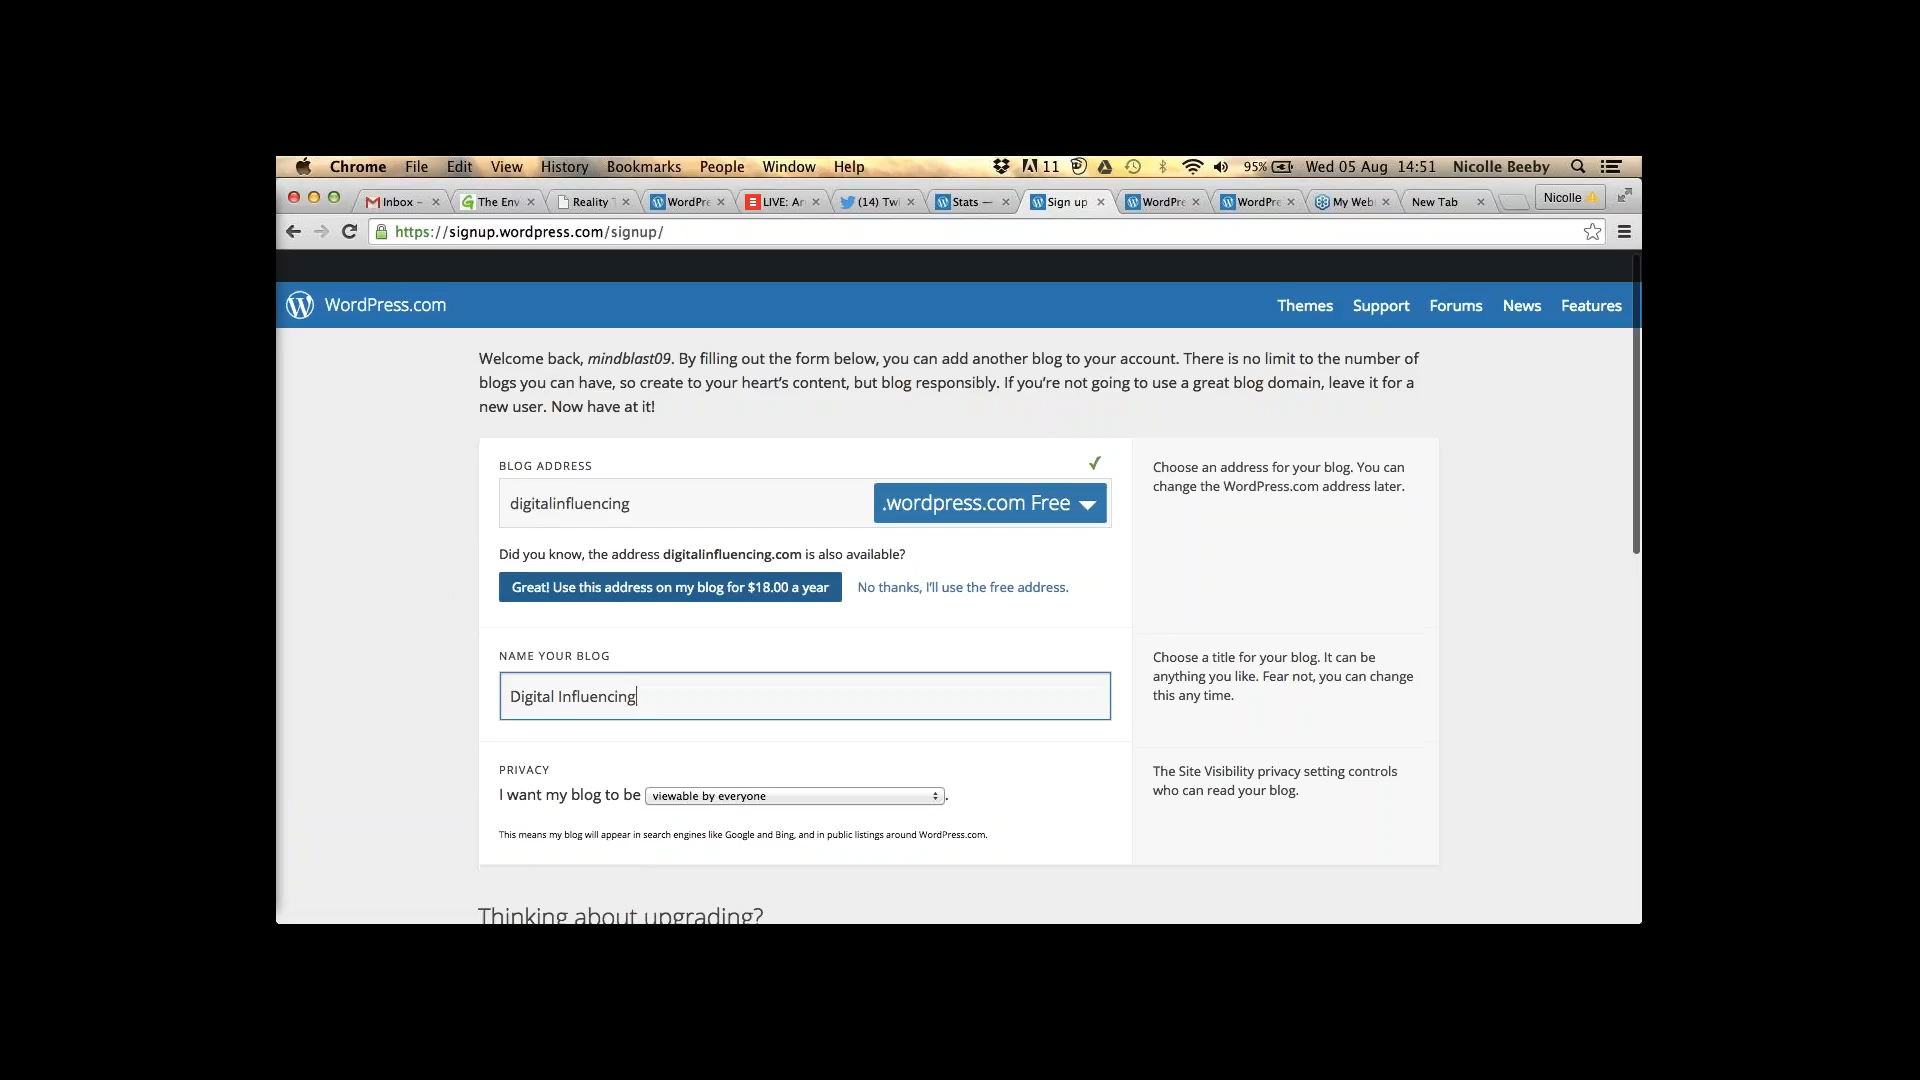 Chrome File Edit View History Bookmarks People Window Help 11 95% Wed 05 Aug 14:51 Nicolle Beeby
Inbox – The Env Reality WordPre LIVE: Ar (14) Twi Stats — Sign up WordPre WordPre My Web New Tab Nicolle
https://signup.wordpress.com/signup/
WordPress.com Themes Support Forums News Features
Welcome back, mindblast09. By filling out the form below, you can add another blog to your account. There is no limit to the number of
blogs you can have, so create to your heart's content, but blog responsibly. If you're not going to use a great blog domain, leave it for a
new user. Now have at it!
BLOG ADDRESS
digitalinfluencing .wordpress.com Free
Did you know, the address digitalinfluencing.com is also available?
Great! Use this address on my blog for $18.00 a year No thanks, I'll use the free address.
Choose an address for your blog. You can
change the WordPress.com address later.
NAME YOUR BLOG
Digital Influencing
Choose a title for your blog. It can be
anything you like. Fear not, you can change
this any time.
PRIVACY
I want my blog to be viewable by everyone .
This means my blog will appear in search engines like Google and Bing, and in public listings around WordPress.com.
The Site Visibility privacy setting controls
who can read your blog.
Thinking about upgrading?